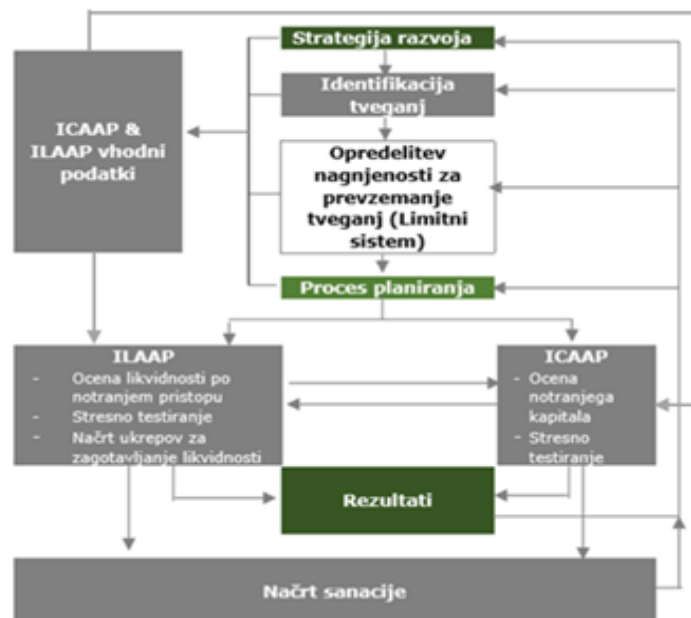 Strategija razvoja
Identifikacija
tveganj
ICAAP &
ILAAP vhodni
podatki
Opredelitev
nagnjenosti za
prevzemanje
tveganj (Limitni
sistem)
Proces planiranja
ILAAP
- Ocena likvidnosti po
notranjem pristopu
- Stresno testiranje
- Načrt ukrepov za
zagotavljanje likvidnosti
ICAAP
- Ocena
notranjega
kapitala
- Stresno
testiranje
Rezultati
Načrt sanacije